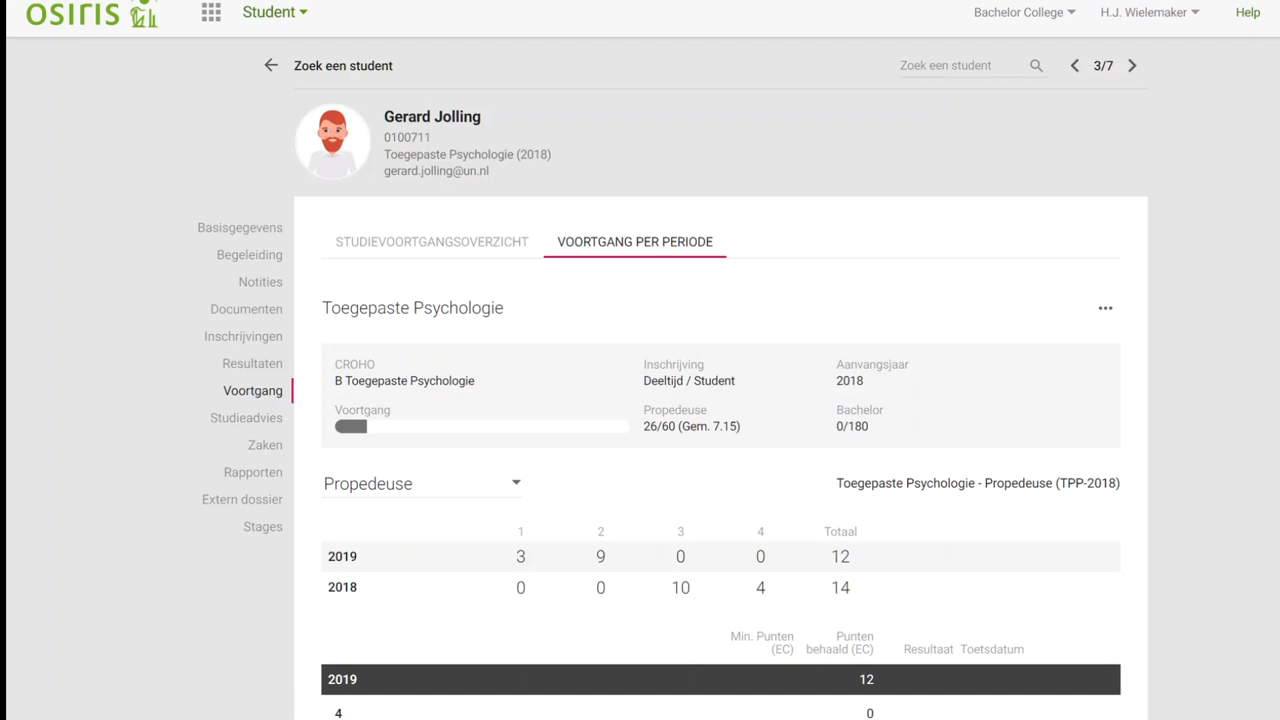 osiris
Student
Bachelor College
H.J. Wielemaker
Help
Zoek een student
Zoek een student
3/7
Gerard Jolling
0100711
Toegepaste Psychologie (2018)
gerard.jolling@un.nl
Basisgegevens
Begeleiding
Notities
Documenten
Inschrijvingen
Resultaten
Voortgang
Studieadvies
Zaken
Rapporten
Extern dossier
Stages
STUDIEVOORTGANGSOVERZICHT
VOORTGANG PER PERIODE
Toegepaste Psychologie
CROHO
B Toegepaste Psychologie
Inschrijving
Deeltijd / Student
Aanvangsjaar
2018
Voortgang
Propedeuse
26/60 (Gem. 7.15)
Bachelor
0/180
Propedeuse
Toegepaste Psychologie - Propedeuse (TPP-2018)
1 2 3 4 Totaal
2019 3 9 0 0 12
2018 0 0 10 4 14
Min. Punten (EC)
Punten behaald (EC)
Resultaat
Toetsdatum
2019 12
4 0